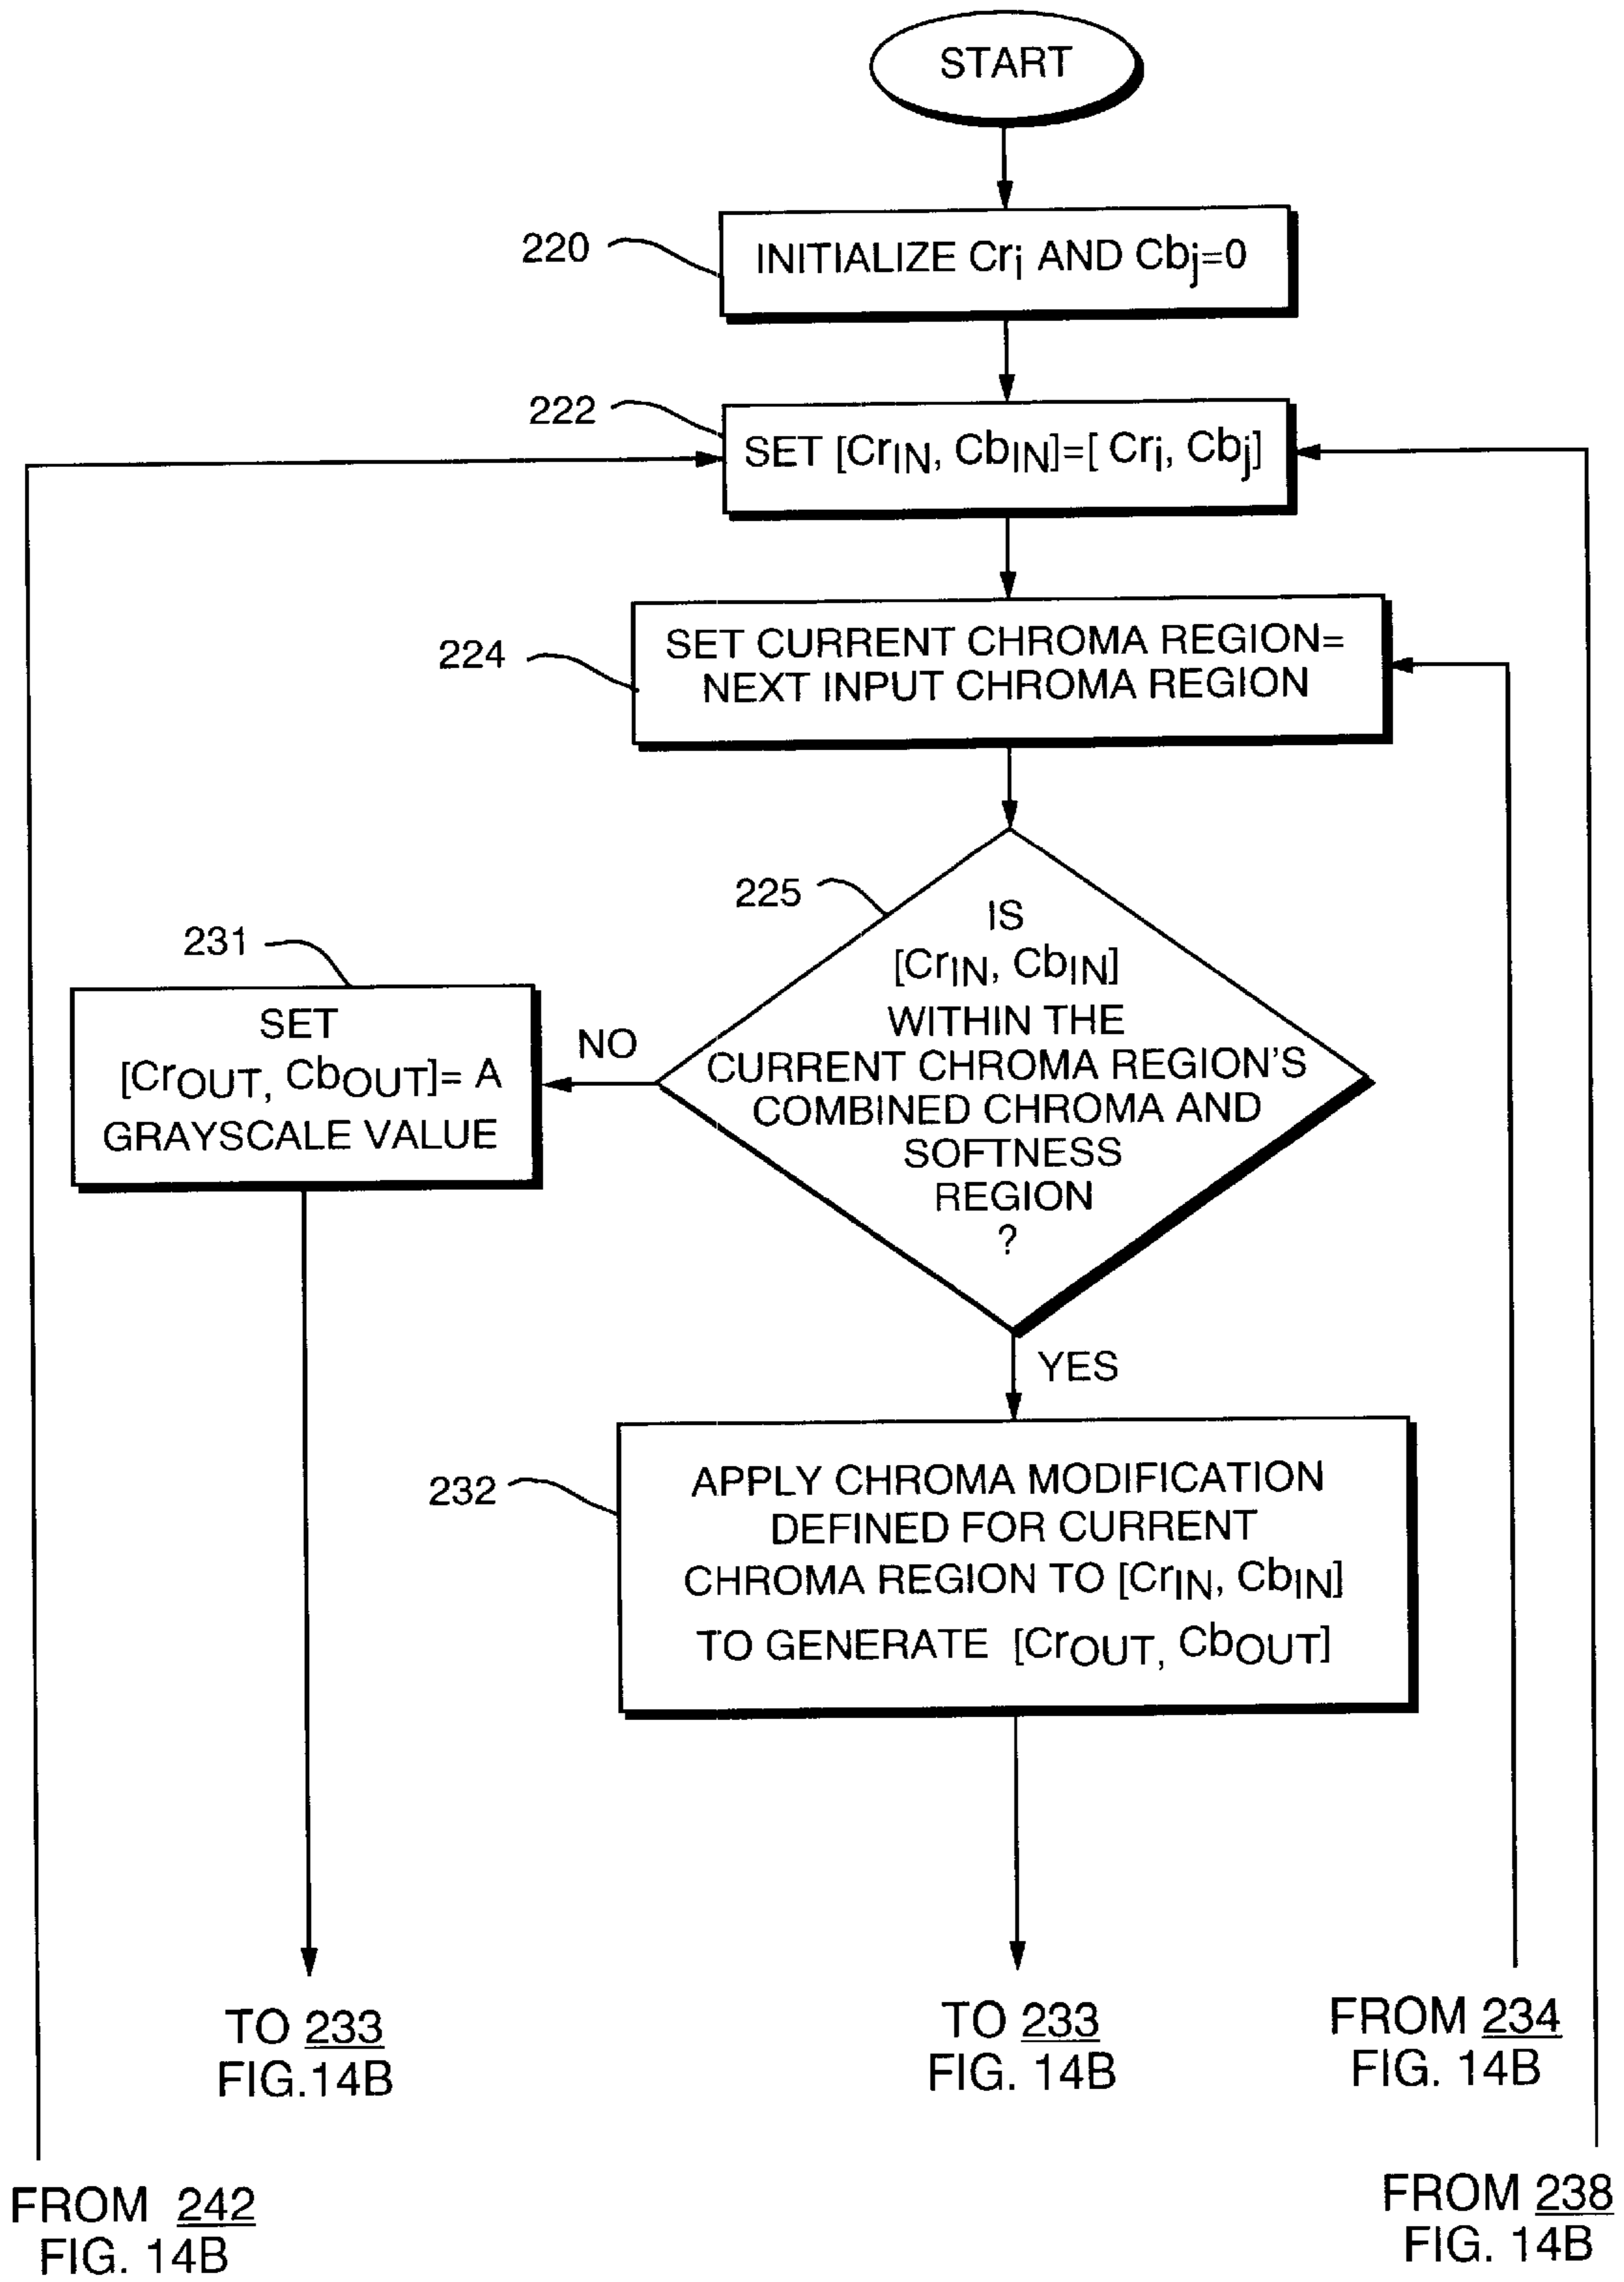 START
220
INITIALIZE Cri AND Cbj=0
222
SET [CrIN, CbIN]=[ Cri, Cbj]
224
SET CURRENT CHROMA REGION=
NEXT INPUT CHROMA REGION
225
IS
[CrIN, CbIN]
WITHIN THE
CURRENT CHROMA REGION'S
COMBINED CHROMA AND
SOFTNESS
REGION
?
NO
231
SET
[CrOUT, CbOUT]= A
GRAYSCALE VALUE
YES
232
APPLY CHROMA MODIFICATION
DEFINED FOR CURRENT
CHROMA REGION TO [CrIN, CbIN]
TO GENERATE [CrOUT, CbOUT]
TO 233
FIG.14B
TO 233
FIG. 14B
FROM 234
FIG. 14B
FROM 242
FIG. 14B
FROM 238
FIG. 14B